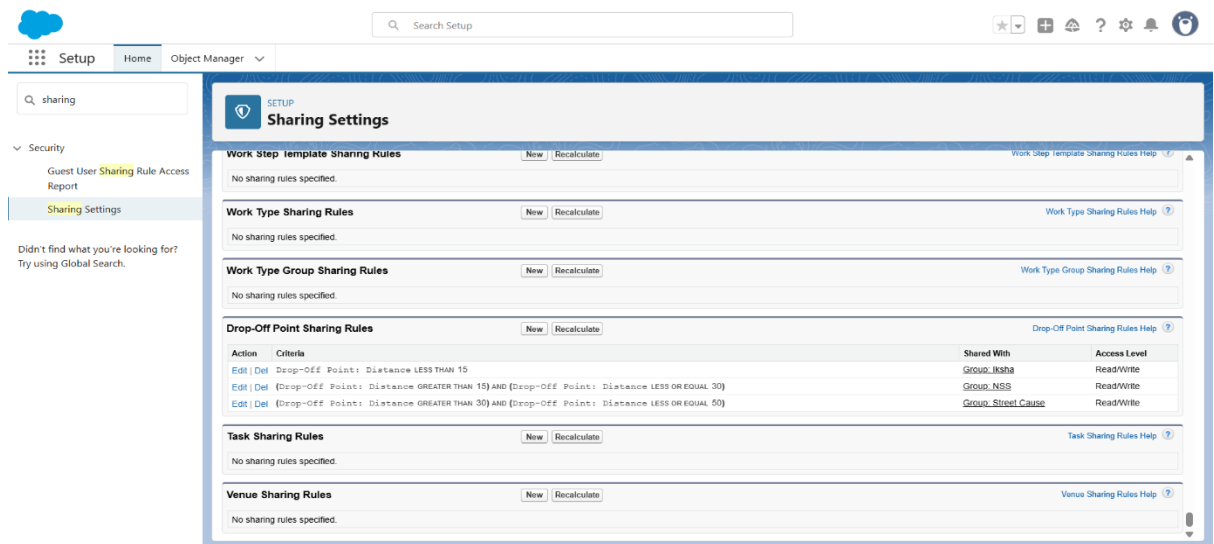 Search Setup
Setup Home Object Manager
sharing
Security
Guest User Sharing Rule Access
Report
Sharing Settings
Didn't find what you're looking for?
Try using Global Search.
SETUP
Sharing Settings
Work Step Template Sharing Rules New Recalculate Work Step Template Sharing Rules Help ?
No sharing rules specified.
Work Type Sharing Rules New Recalculate Work Type Sharing Rules Help ?
No sharing rules specified.
Work Type Group Sharing Rules New Recalculate Work Type Group Sharing Rules Help ?
No sharing rules specified.
Drop-Off Point Sharing Rules New Recalculate Drop-Off Point Sharing Rules Help ?
Action Criteria Shared With Access Level
Edit | Del Drop-Off Point: Distance LESS THAN 15 Group: Iksha Read/Write
Edit | Del (Drop-Off Point: Distance GREATER THAN 15) AND (Drop-Off Point: Distance LESS OR EQUAL 30) Group: NSS Read/Write
Edit | Del (Drop-Off Point: Distance GREATER THAN 30) AND (Drop-Off Point: Distance LESS OR EQUAL 50) Group: Street Cause Read/Write
Task Sharing Rules New Recalculate Task Sharing Rules Help ?
No sharing rules specified.
Venue Sharing Rules New Recalculate Venue Sharing Rules Help ?
No sharing rules specified.